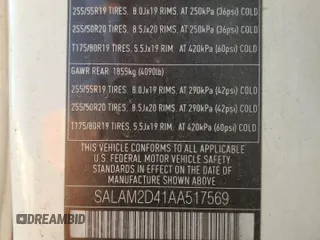 255/55R19 TIRES. 8.0Jx19 RIMS. AT 250kPa (36psi) COLD
255/50R20 TIRES. 8.5Jx20 RIMS. AT 250kPa (36psi) COLD
T175/80R19 TIRES. 5.5Jx19 RIM. AT 420kPa (60psi) COLD
GAWR REAR: 1855kg (4090lb)
255/55R19 TIRES. 8.0Jx19 RIMS. AT 290kPa (42psi) COLD
255/50R20 TIRES. 8.5Jx20 RIMS. AT 290kPa (42psi) COLD
T175/80R19 TIRES. 5.5Jx19 RIM. AT 420kPa (60psi) COLD
THIS VEHICLE CONFORMS TO ALL APPLICABLE
U.S. FEDERAL MOTOR VEHICLE SAFETY
STANDARDS IN EFFECT ON THE DATE OF
MANUFACTURE SHOWN ABOVE
SALAM2D41AA517569
DREAMBID